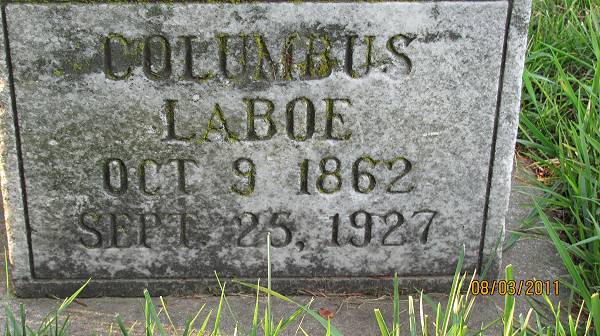 COLUMBUS
LABOE
OCT 9 1862
SEPT. 25, 1927
08/03/2011